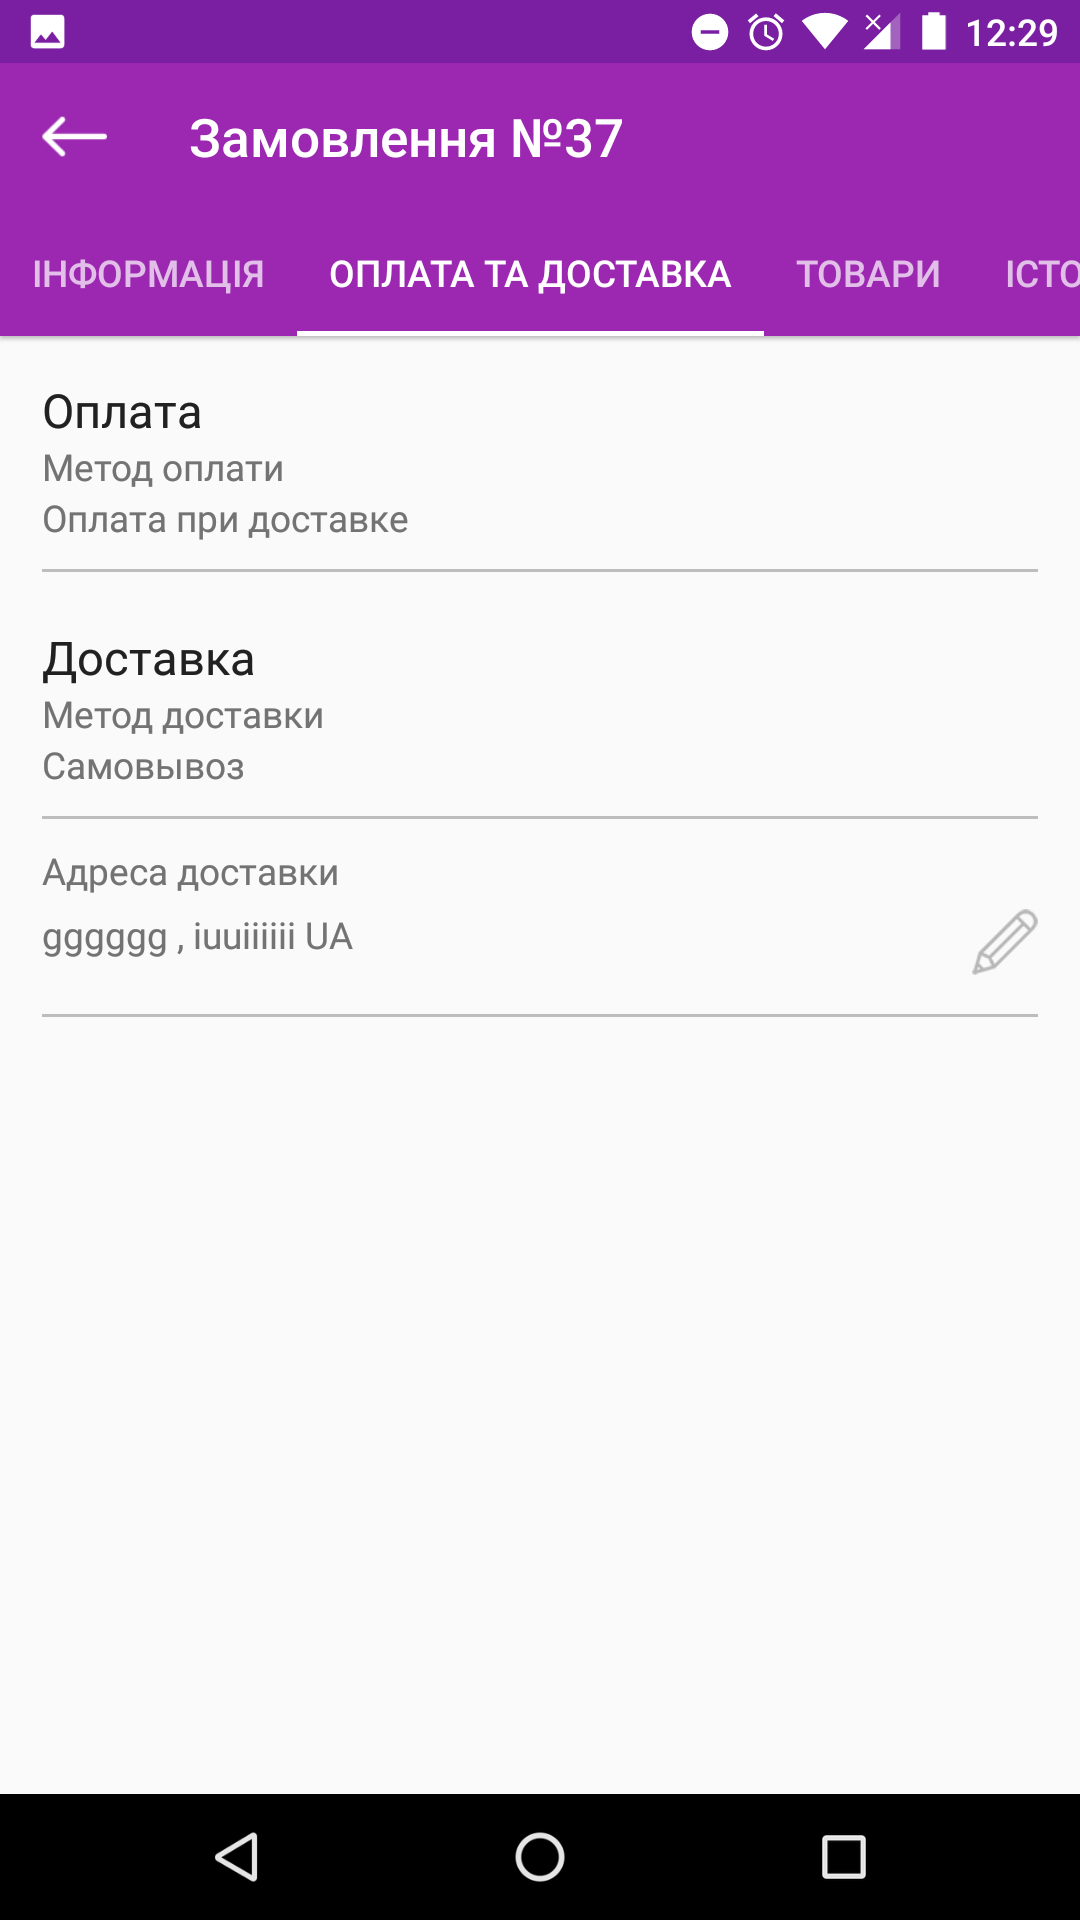 12:29
Замовлення №37
ІНФОРМАЦІЯ ОПЛАТА ТА ДОСТАВКА ТОВАРИ ІСТО
Оплата
Метод оплати
Оплата при доставке
Доставка
Метод доставки
Самовывоз
Адреса доставки
gggggg , iuuiiiiii UA